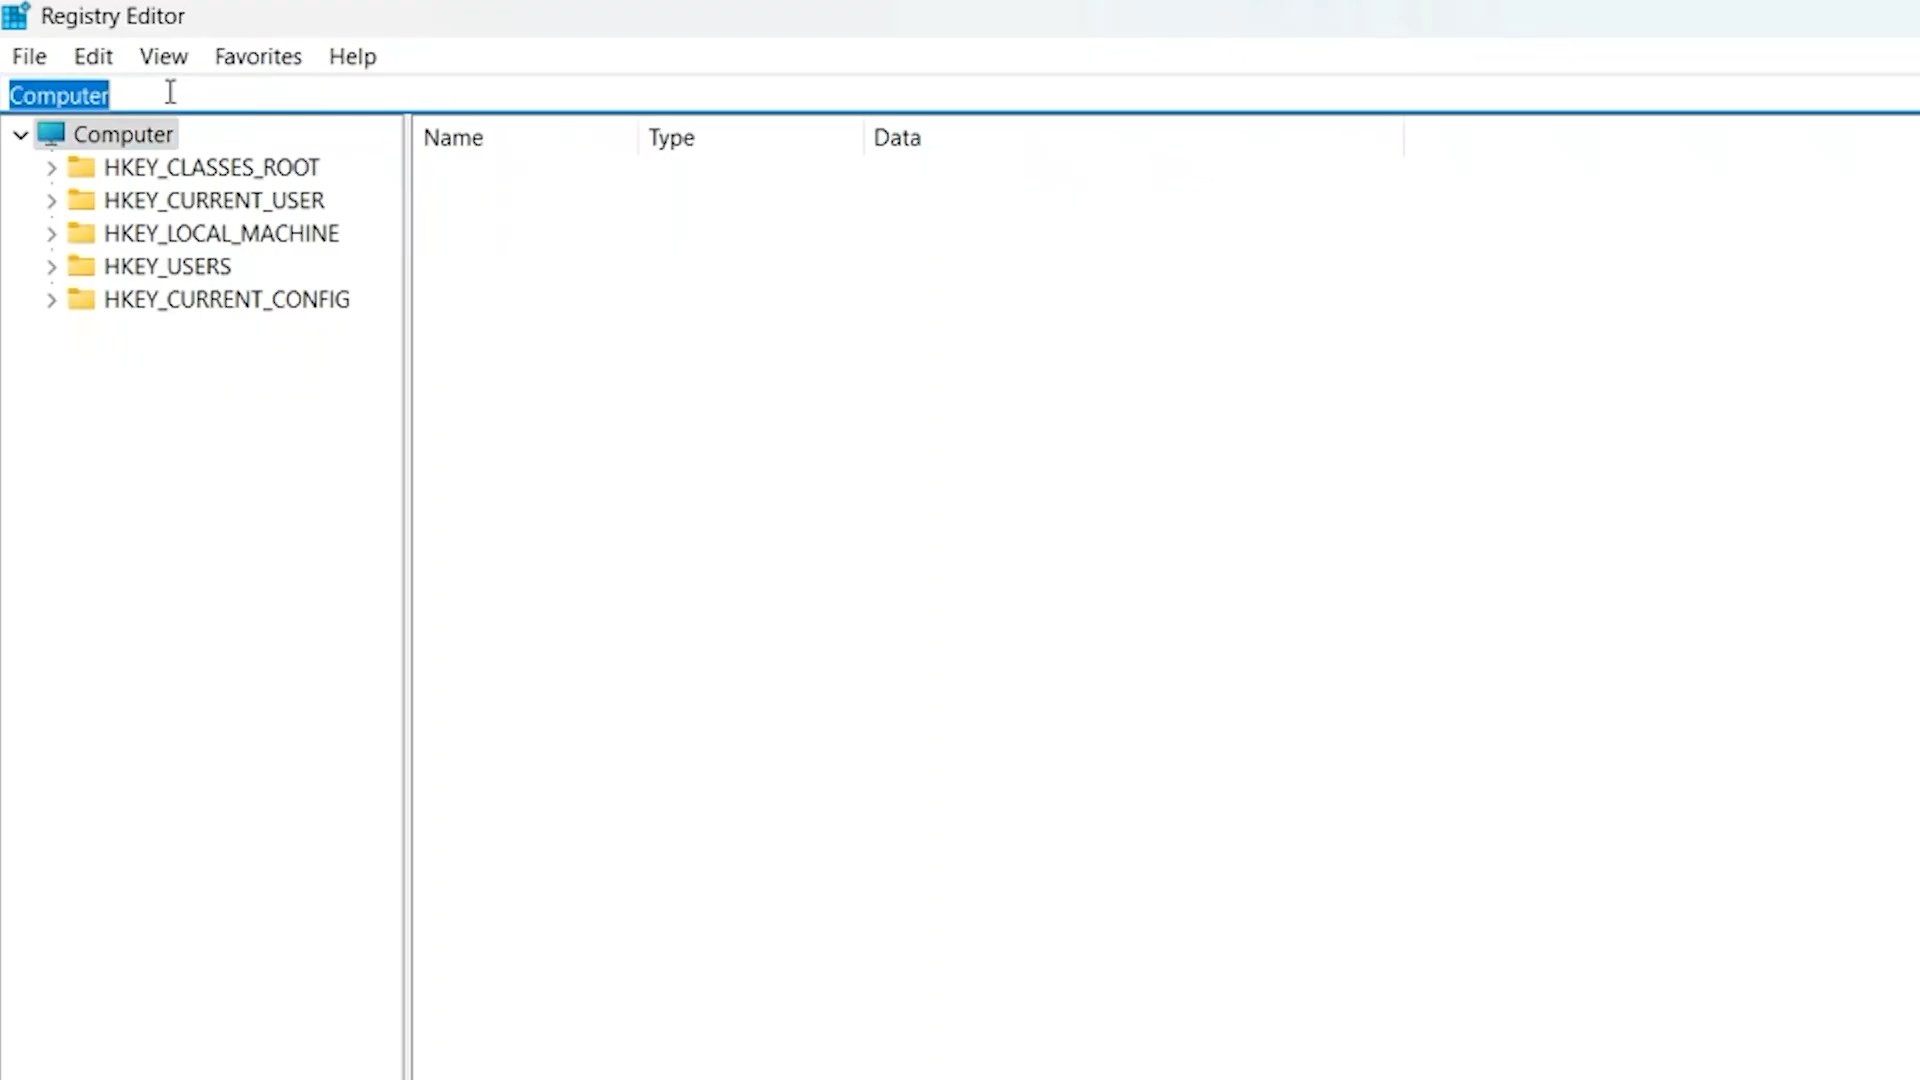 Registry Editor
File Edit View Favorites Help
Computer
Computer
HKEY_CLASSES_ROOT
HKEY_CURRENT_USER
HKEY_LOCAL_MACHINE
HKEY_USERS
HKEY_CURRENT_CONFIG
Name Type Data